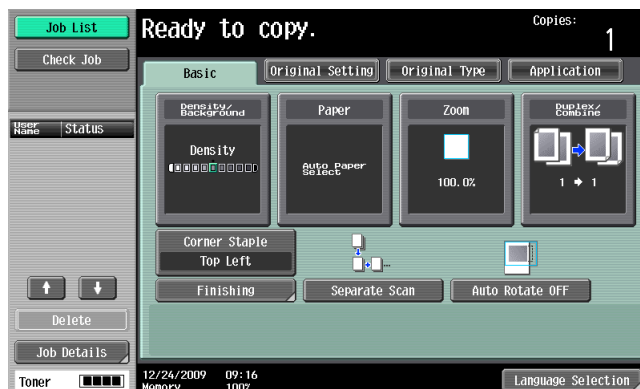 Job List
Ready to copy.
Copies:
1
Check Job
Basic
Original Setting
Original Type
Application
User Name
Status
Density/
Background
Density
Paper
Auto Paper
Select
Zoom
100.0%
Duplex/
Combine
1 → 1
Corner Staple
Top Left
Finishing
Separate Scan
Auto Rotate OFF
Delete
Job Details
Toner
12/24/2009 09:16
Memory 100%
Language Selection